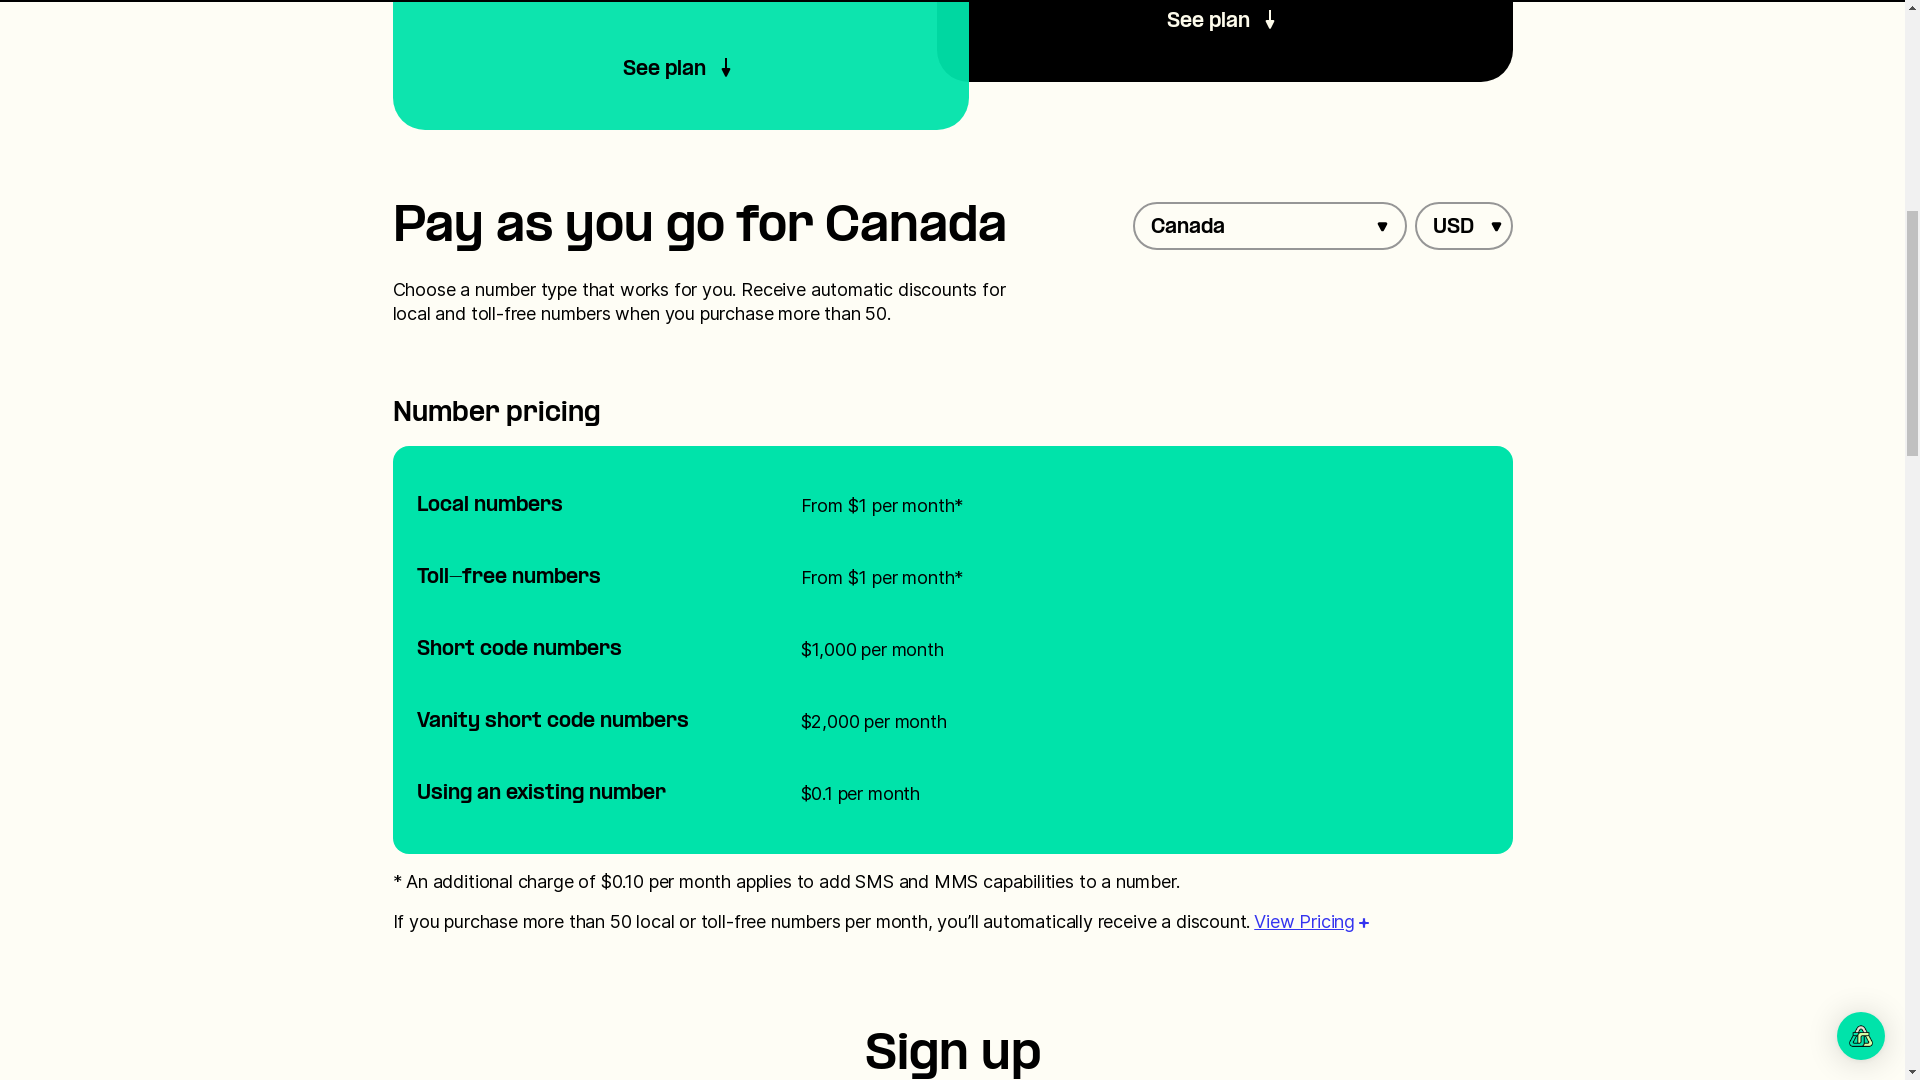 See plan
See plan
Pay as you go for Canada
Canada
USD
Choose a number type that works for you. Receive automatic discounts for
local and toll-free numbers when you purchase more than 50.
Number pricing
Local numbers From $1 per month*
Toll-free numbers From $1 per month*
Short code numbers $1,000 per month
Vanity short code numbers $2,000 per month
Using an existing number $0.1 per month
* An additional charge of $0.10 per month applies to add SMS and MMS capabilities to a number.
If you purchase more than 50 local or toll-free numbers per month, you’ll automatically receive a discount. View Pricing +
Sign up